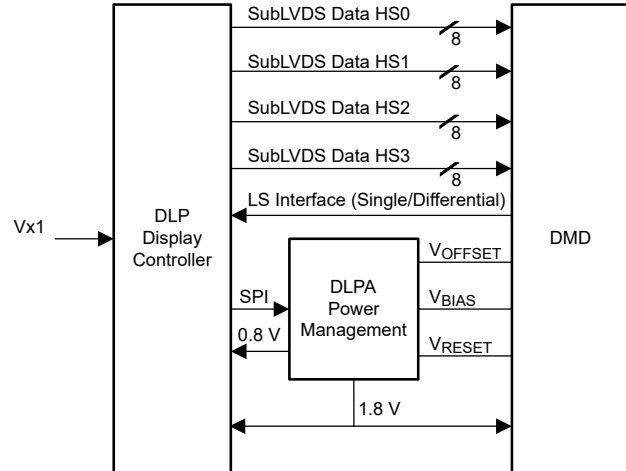 SubLVDS Data HS0
8
SubLVDS Data HS1
8
SubLVDS Data HS2
8
SubLVDS Data HS3
8
LS Interface (Single/Differential)
Vx1
DLP
Display
Controller
DMD
SPI
0.8 V
DLPA
Power
Management
VOFFSET
VBIAS
VRESET
1.8 V